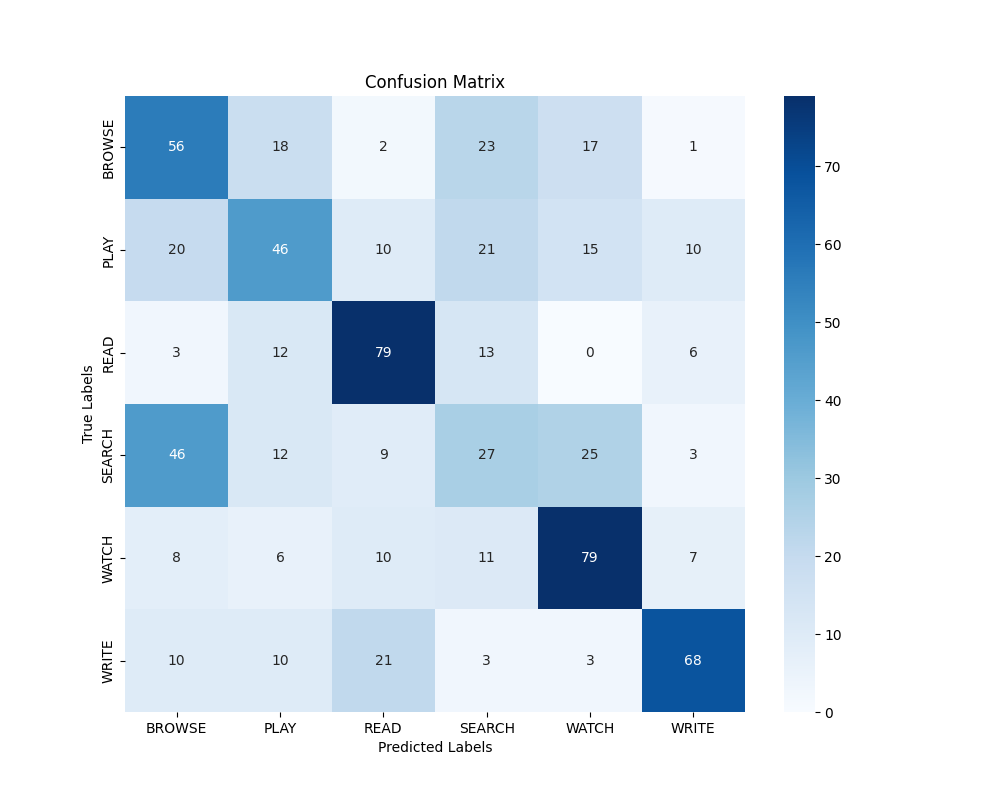 Confusion Matrix
BROWSE 56 18 2 23 17 1
PLAY 20 46 10 21 15 10
READ 3 12 79 13 0 6
SEARCH 46 12 9 27 25 3
WATCH 8 6 10 11 79 7
WRITE 10 10 21 3 3 68
BROWSE PLAY READ SEARCH WATCH WRITE
Predicted Labels
True Labels
70
60
50
40
30
20
10
0